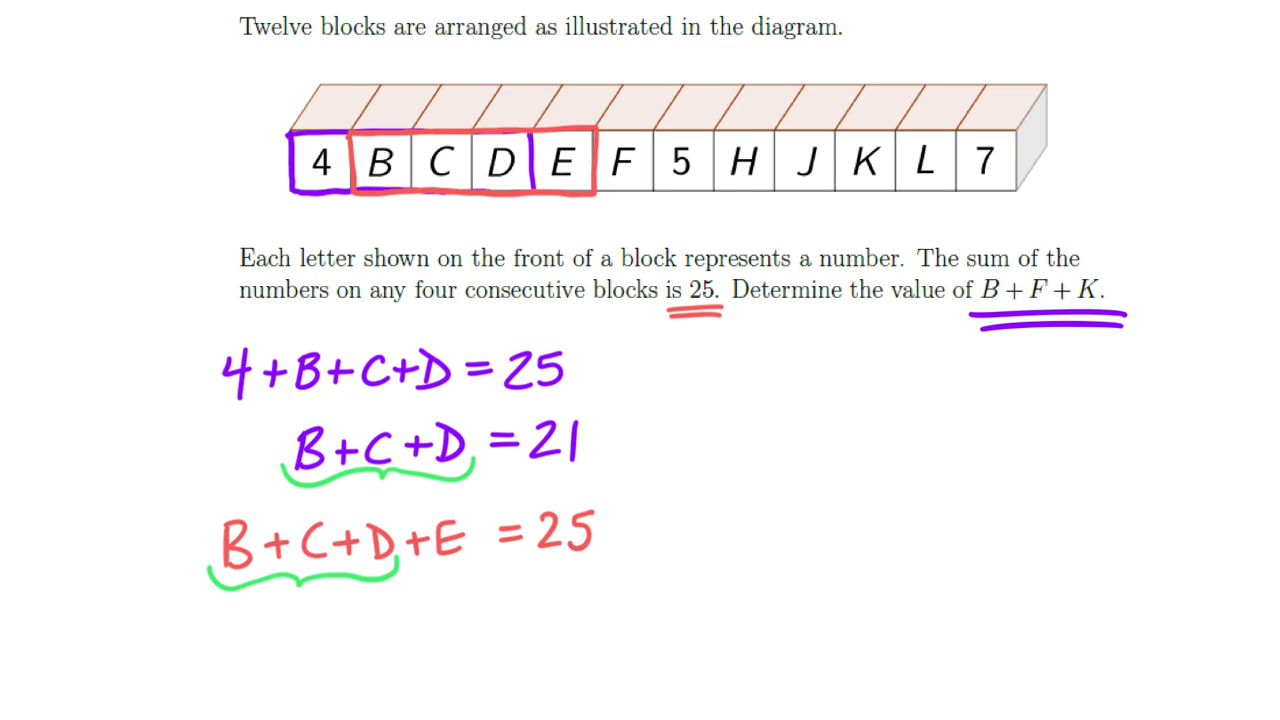 Twelve blocks are arranged as illustrated in the diagram.
4 B C D E F 5 H J K L 7
Each letter shown on the front of a block represents a number. The sum of the
numbers on any four consecutive blocks is 25. Determine the value of B + F + K.
4+B+C+D=25
B+C+D=21
B+C+D+E=25